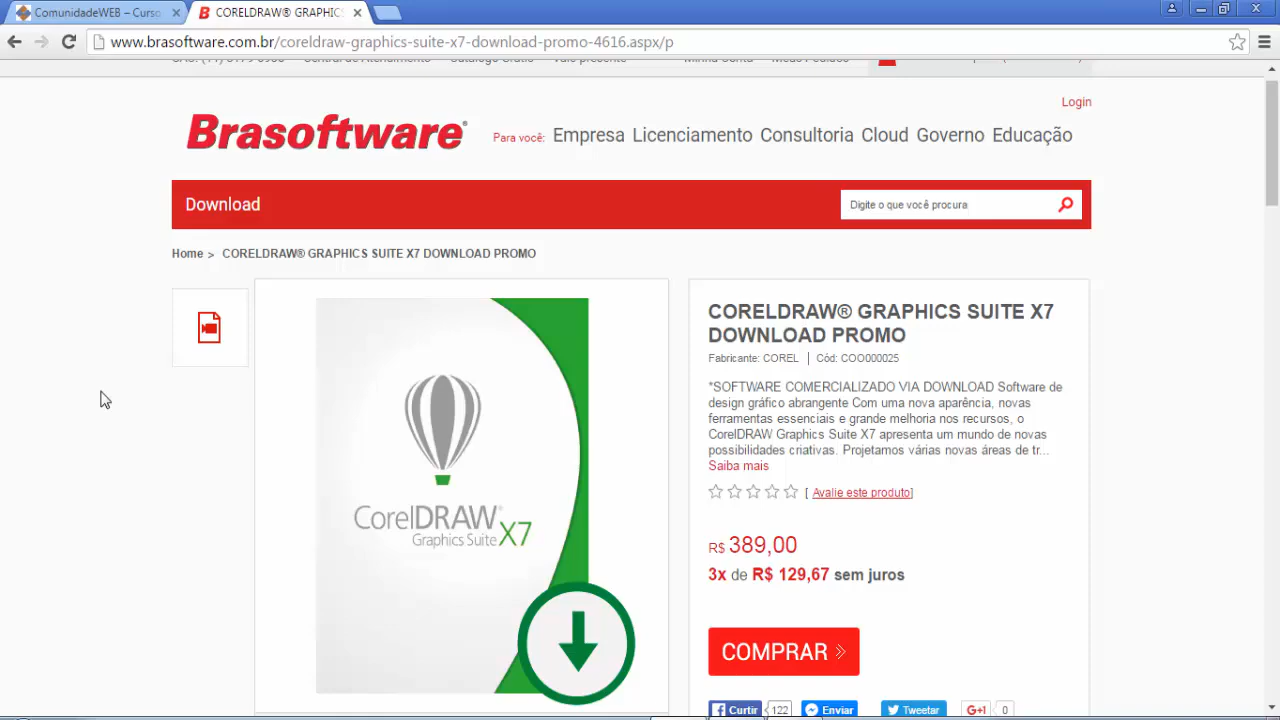 ComunidadeWEB – Curso
CORELDRAW® GRAPHICS
www.brasoftware.com.br/coreldraw-graphics-suite-x7-download-promo-4616.aspx/p
Login
Brasoftware®
Para você: Empresa Licenciamento Consultoria Cloud Governo Educação
Download
Digite o que você procura
Home > CORELDRAW® GRAPHICS SUITE X7 DOWNLOAD PROMO
CorelDRAW®
Graphics Suite X7
CORELDRAW® GRAPHICS SUITE X7
DOWNLOAD PROMO
Fabricante: COREL | Cód: COO000025
*SOFTWARE COMERCIALIZADO VIA DOWNLOAD Software de
design gráfico abrangente Com uma nova aparência, novas
ferramentas essenciais e grande melhoria nos recursos, o
CorelDRAW Graphics Suite X7 apresenta um mundo de novas
possibilidades criativas. Projetamos várias novas áreas de tr...
Saiba mais
[ Avalie este produto]
R$ 389,00
3x de R$ 129,67 sem juros
COMPRAR
Curtir 122 Enviar Tweetar G+1 0